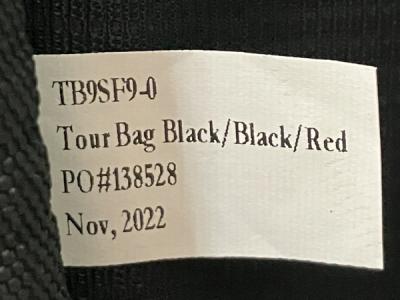 TB9SF9-0
Tour Bag Black/Black/Red
PO#138528
Nov, 2022